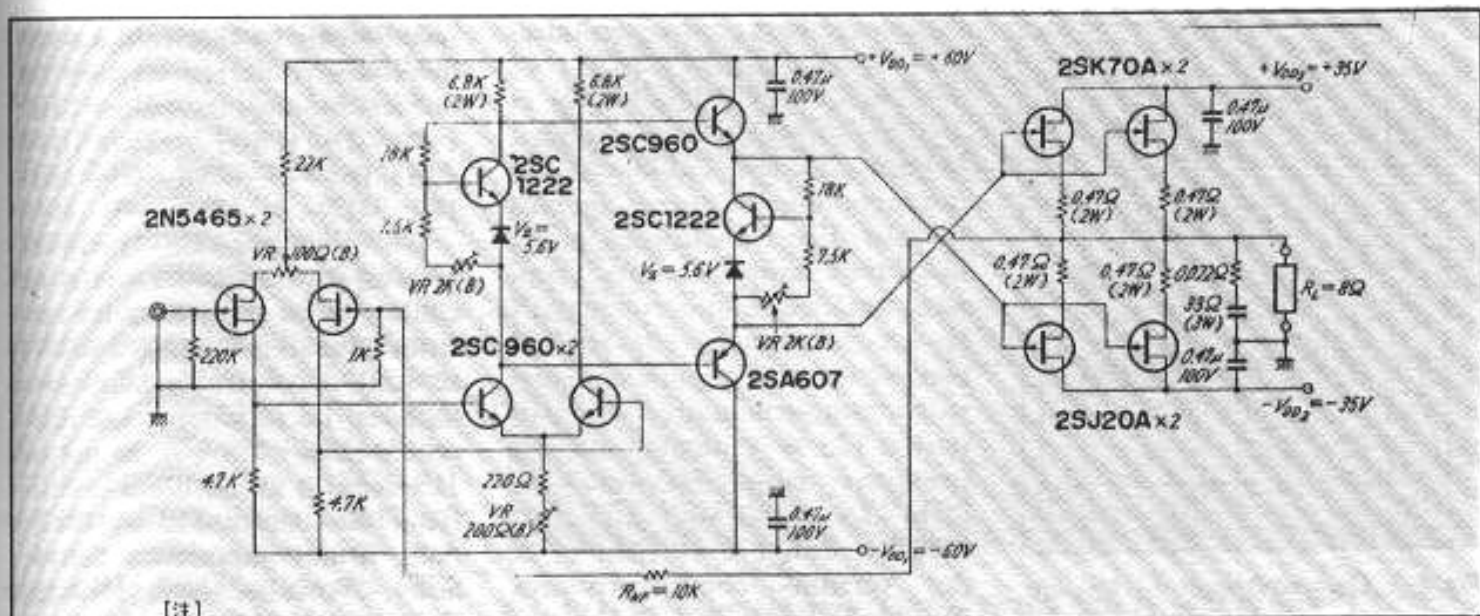 +VDD1=+60V
2SK70A×2
+VDD2=+35V
6.8K
(2W)
6.8K
(2W)
0.47μ
100V
0.47μ
100V
2SC960
22K
18K
2SC
1222
18K
0.47Ω
(2W)
0.47Ω
(2W)
2N5465×2
2SC1222
VR 100Ω(B)
7.5K
VZ=
5.6V
VZ=5.6V
7.5K
0.47Ω
(2W)
0.47Ω
(2W)
0.022Ω
RL=8Ω
VR 2K(B)
33Ω
(3W)
220K
1K
2SC960×2
VR 2K(B)
2SA607
0.47μ
100V
2SJ20A×2
-VDD2=-35V
4.7K
4.7K
220Ω
VR
200Ω(B)
0.47μ
100V
-VDD1=-60V
RNF=10K
[注]